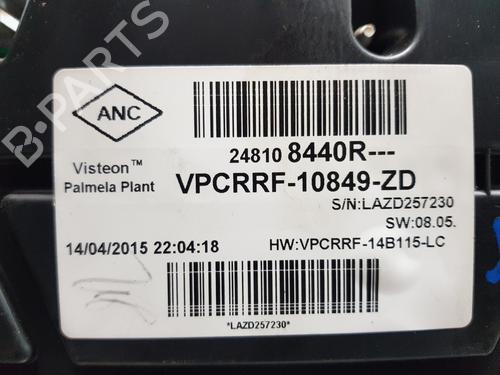 ANC
24810 8440R---
Visteon™
Palmela Plant
VPCRRF-10849-ZD
S/N:LAZD257230
SW:08.05.
14/04/2015 22:04:18
HW:VPCRRF-14B115-LC
*LAZD257230*
B-PARTS